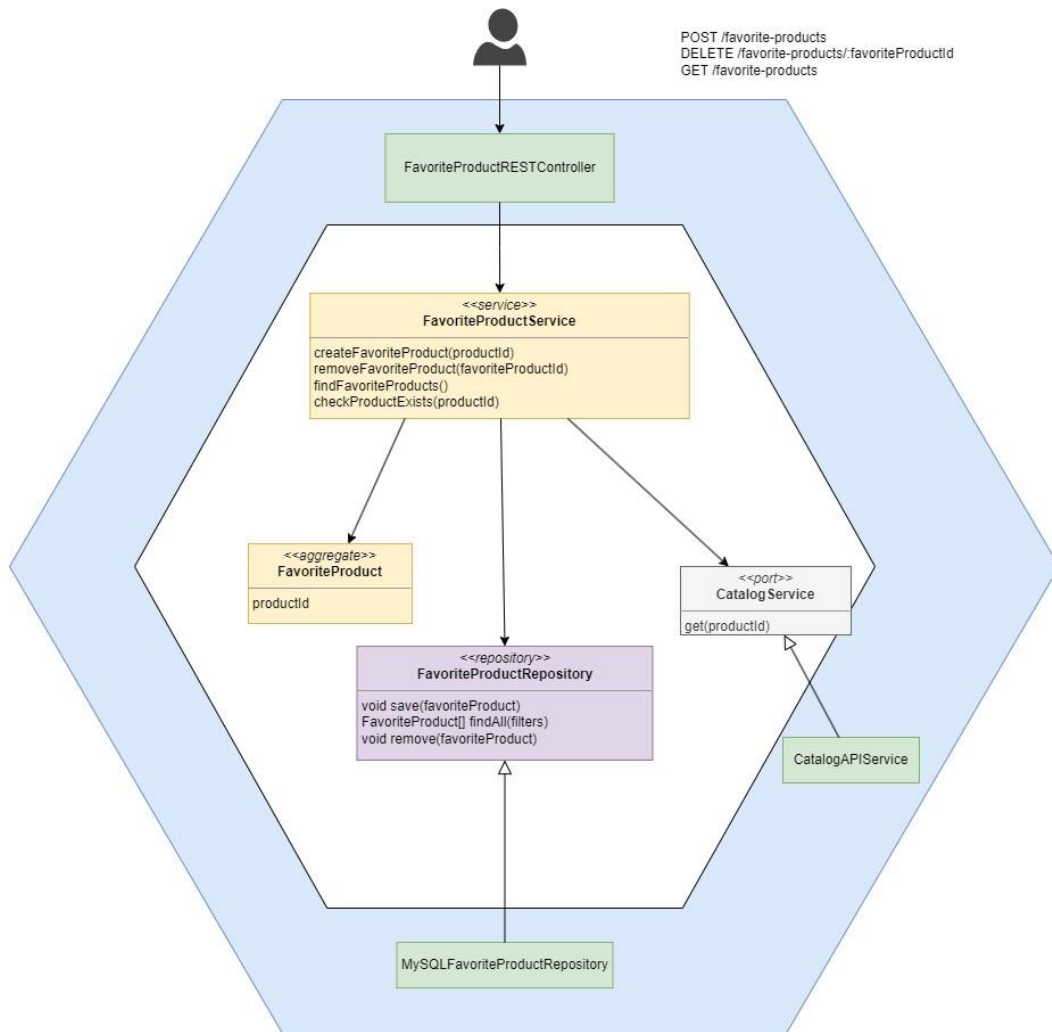 POST /favorite-products
DELETE /favorite-products/:favoriteProductId
GET /favorite-products
FavoriteProductRESTController
<<service>>
FavoriteProductService
createFavoriteProduct(productId)
removeFavoriteProduct(favoriteProductId)
findFavoriteProducts()
checkProductExists(productId)
<<aggregate>>
FavoriteProduct
productId
<<port>>
CatalogService
get(productId)
<<repository>>
FavoriteProductRepository
void save(favoriteProduct)
FavoriteProduct[] findAll(filters)
void remove(favoriteProduct)
CatalogAPIService
MySQLFavoriteProductRepository